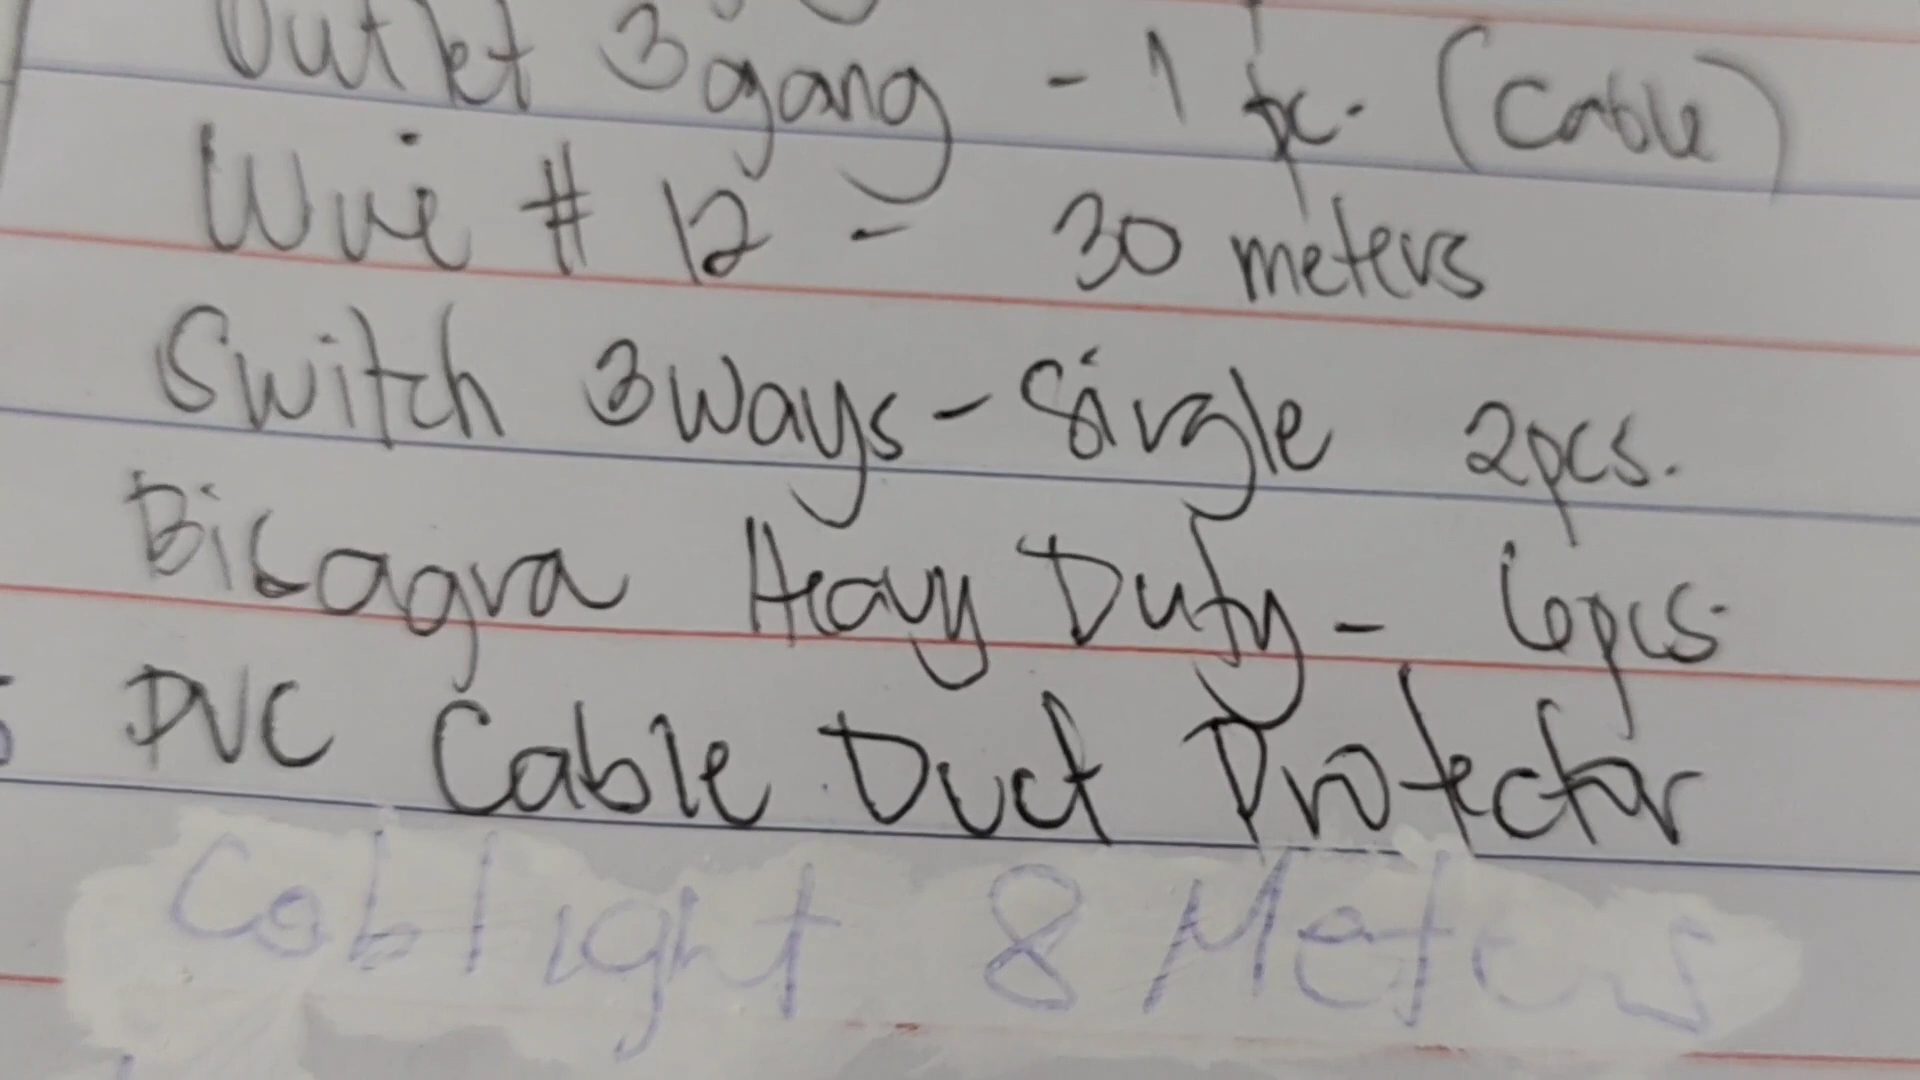 Outlet 3gang - 1 pc. (Cable)
Wire # 12 - 30 meters
Switch 3ways - Single 2pcs.
Bisagra Heavy Duty - 6pcs.
PVC Cable Duct Protector
Coblight 8 Meters